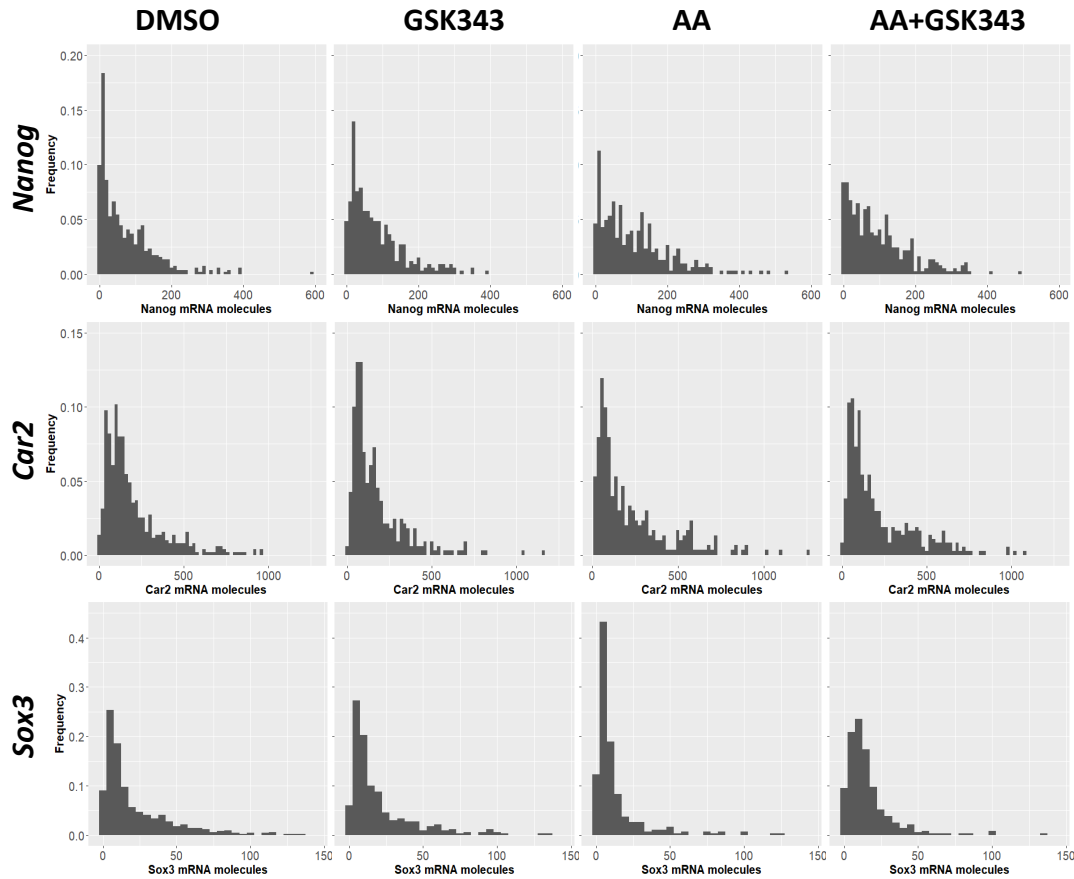 DMSO GSK343 AA AA+GSK343
Nanog
Frequency
0.20
0.15
0.10
0.05
0.00
0 200 400 600 0 200 400 600 0 200 400 600 0 200 400 600
Nanog mRNA molecules Nanog mRNA molecules Nanog mRNA molecules Nanog mRNA molecules
Car2
Frequency
0.15
0.10
0.05
0.00
0 500 1000 0 500 1000 0 500 1000 0 500 1000
Car2 mRNA molecules Car2 mRNA molecules Car2 mRNA molecules Car2 mRNA molecules
Sox3
Frequency
0.4
0.3
0.2
0.1
0.0
0 50 100 150 0 50 100 150 0 50 100 150 0 50 100 150
Sox3 mRNA molecules Sox3 mRNA molecules Sox3 mRNA molecules Sox3 mRNA molecules